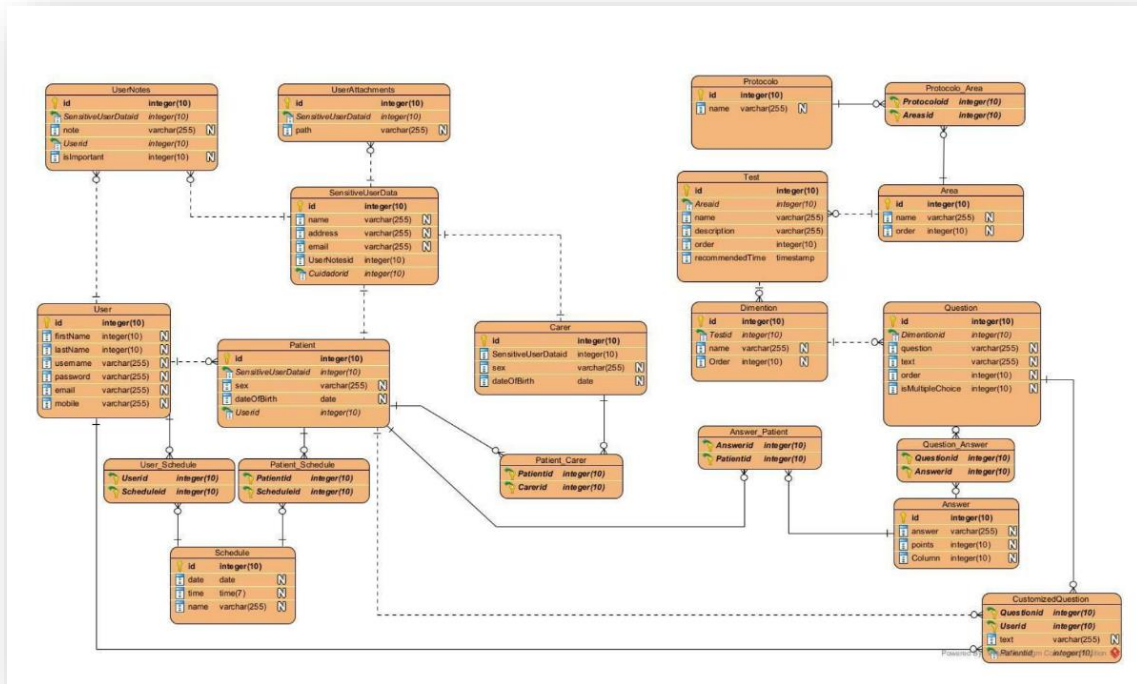 UserNotes
id integer(10)
SensitiveUserDataid integer(10)
note varchar(255) N
Userid integer(10)
isImportant integer(10) N
UserAttachments
id integer(10)
SensitiveUserDataid integer(10)
path varchar(255) N
Protocolo
id integer(10)
name varchar(255) N
Protocolo_Area
Protocoloid integer(10)
Areasid integer(10)
SensitiveUserData
id integer(10)
name varchar(255) N
address varchar(255) N
email varchar(255) N
UserNotesid integer(10)
Cuidadorid integer(10)
Test
id integer(10)
Areaid integer(10)
name varchar(255)
description varchar(255)
order integer(10)
recommendedTime timestamp
Area
id integer(10)
name varchar(255) N
order integer(10) N
User
id integer(10)
firstName integer(10) N
lastName integer(10) N
username varchar(255) N
password varchar(255) N
email varchar(255) N
mobile varchar(255) N
Patient
id integer(10)
SensitiveUserDataid integer(10)
sex varchar(255) N
dateOfBirth date N
Userid integer(10)
Carer
id integer(10)
SensitiveUserDataid integer(10)
sex varchar(255) N
dateOfBirth date N
Dimention
id integer(10)
Testid integer(10)
name varchar(255) N
Order integer(10) N
Question
id integer(10)
Dimentionid integer(10)
question varchar(255) N
text varchar(255) N
order integer(10) N
isMultipleChoice integer(10) N
User_Schedule
Userid integer(10)
Scheduleid integer(10)
Patient_Schedule
Patientid integer(10)
Scheduleid integer(10)
Patient_Carer
Patientid integer(10)
Carerid integer(10)
Answer_Patient
Answerid integer(10)
Patientid integer(10)
Question_Answer
Questionid integer(10)
Answerid integer(10)
Answer
id integer(10)
answer varchar(255) N
points integer(10) N
Column integer(10) N
Schedule
id integer(10)
date date N
time time(7) N
name varchar(255) N
CustomizedQuestion
Questionid integer(10)
Userid integer(10)
text varchar(255) N
Patientid integer(10)
Powered